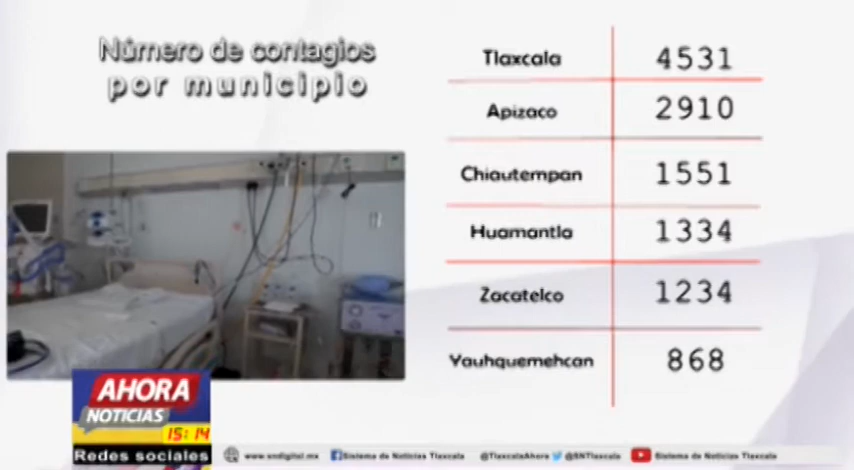 Número de contagios
por municipio
Tlaxcala 4531
Apizaco 2910
Chiautempan 1551
Huamantla 1334
Zacatelco 1234
Yauhquemehcan 868
AHORA
NOTICIAS
15:14
Redes sociales
www.sndigital.mx Sistema de Noticias Tlaxcala @TlaxcalaAhora @SNTlaxcala Sistema de Noticias Tlaxcala